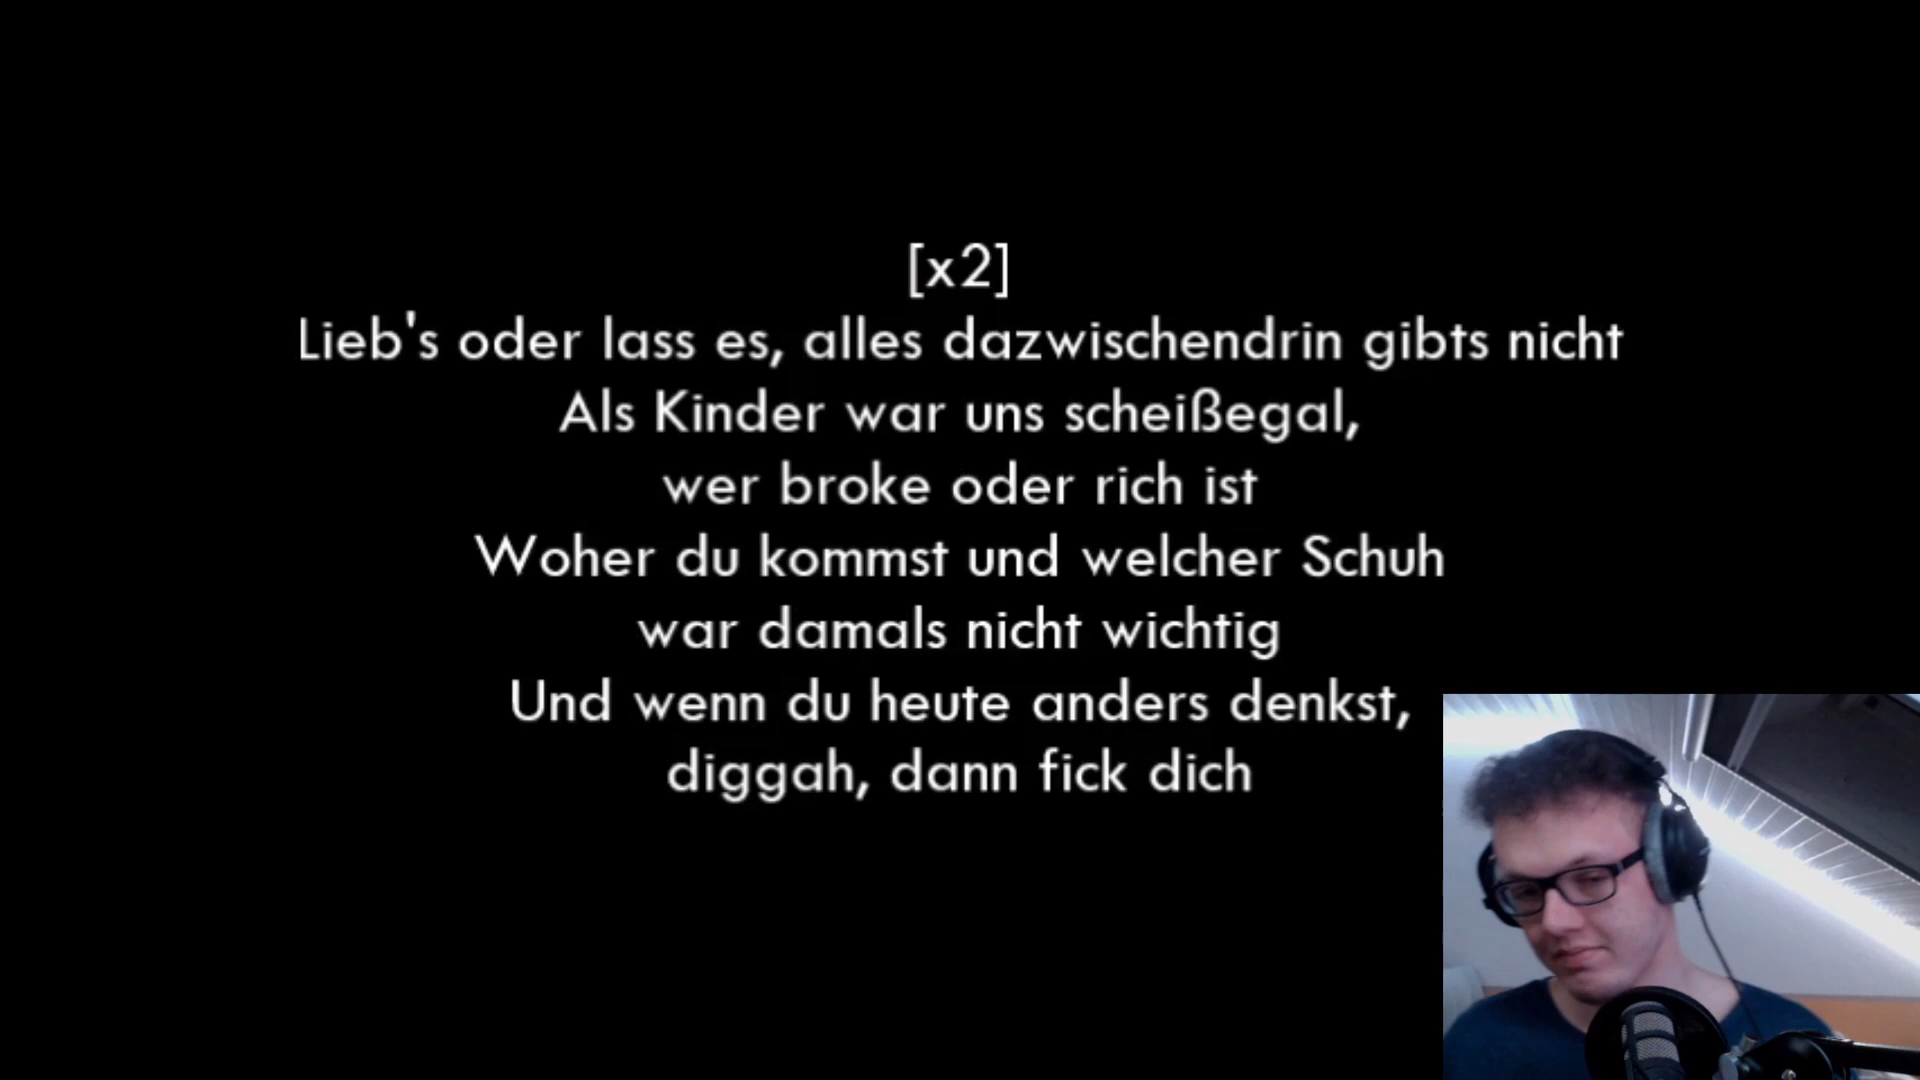 [x2]
Lieb's oder lass es, alles dazwischendrin gibts nicht
Als Kinder war uns scheißegal,
wer broke oder rich ist
Woher du kommst und welcher Schuh
war damals nicht wichtig
Und wenn du heute anders denkst,
diggah, dann fick dich